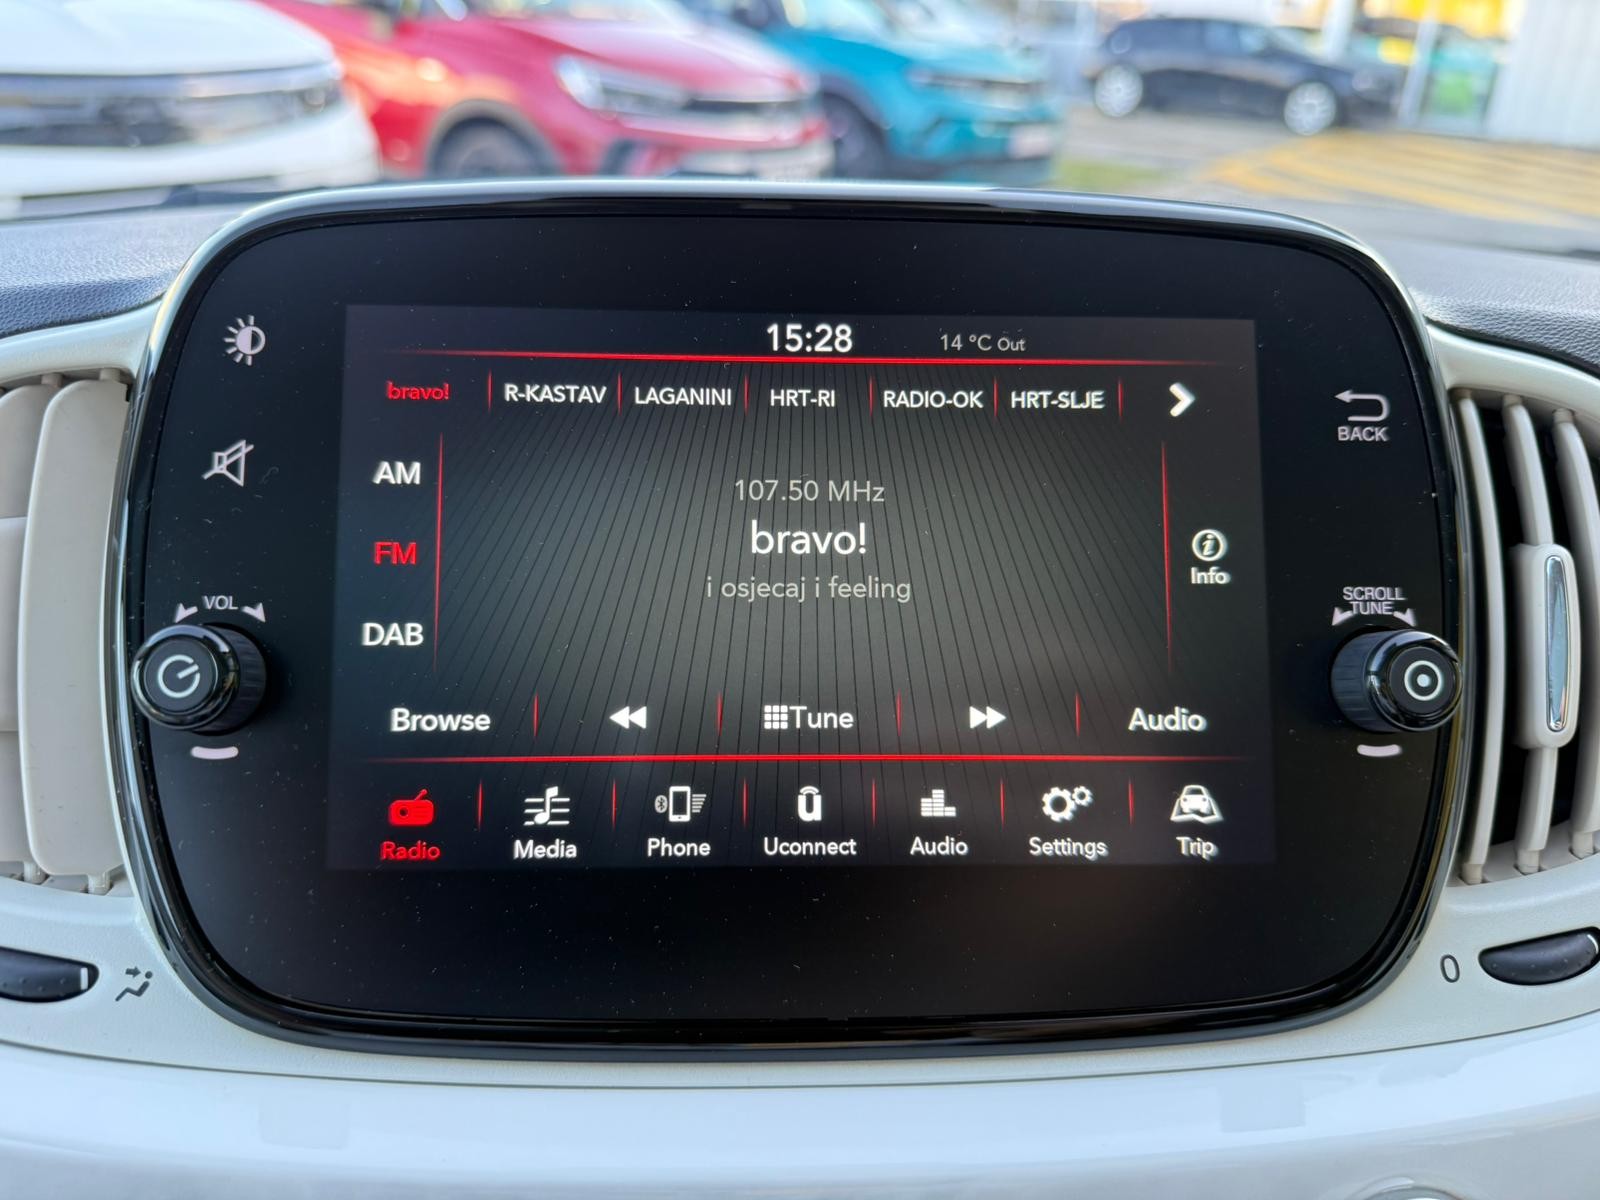 15:28 14 °C Out
bravo! R-KASTAV LAGANINI HRT-RI RADIO-OK HRT-SLJE
BACK
AM
107.50 MHz
bravo!
FM
Info
i osjecaj i feeling
VOL
SCROLL
TUNE
DAB
Browse Tune Audio
Radio Media Phone Uconnect Audio Settings Trip
0